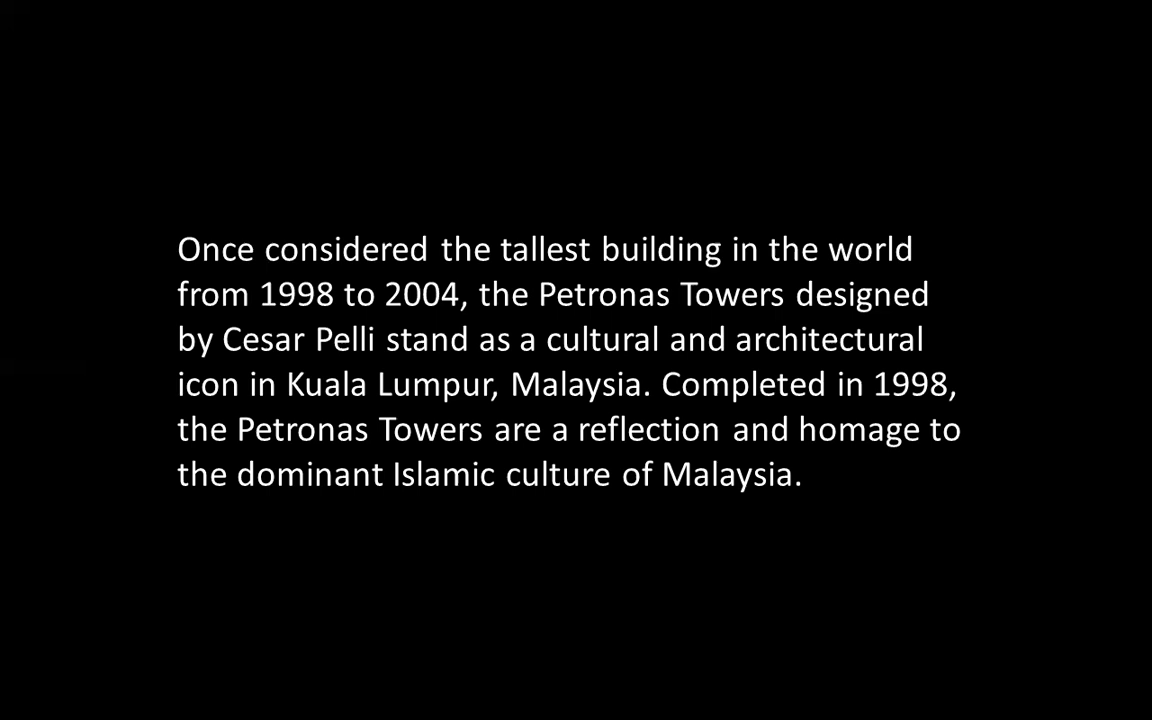 Once considered the tallest building in the world
from 1998 to 2004, the Petronas Towers designed
by Cesar Pelli stand as a cultural and architectural
icon in Kuala Lumpur, Malaysia. Completed in 1998,
the Petronas Towers are a reflection and homage to
the dominant Islamic culture of Malaysia.